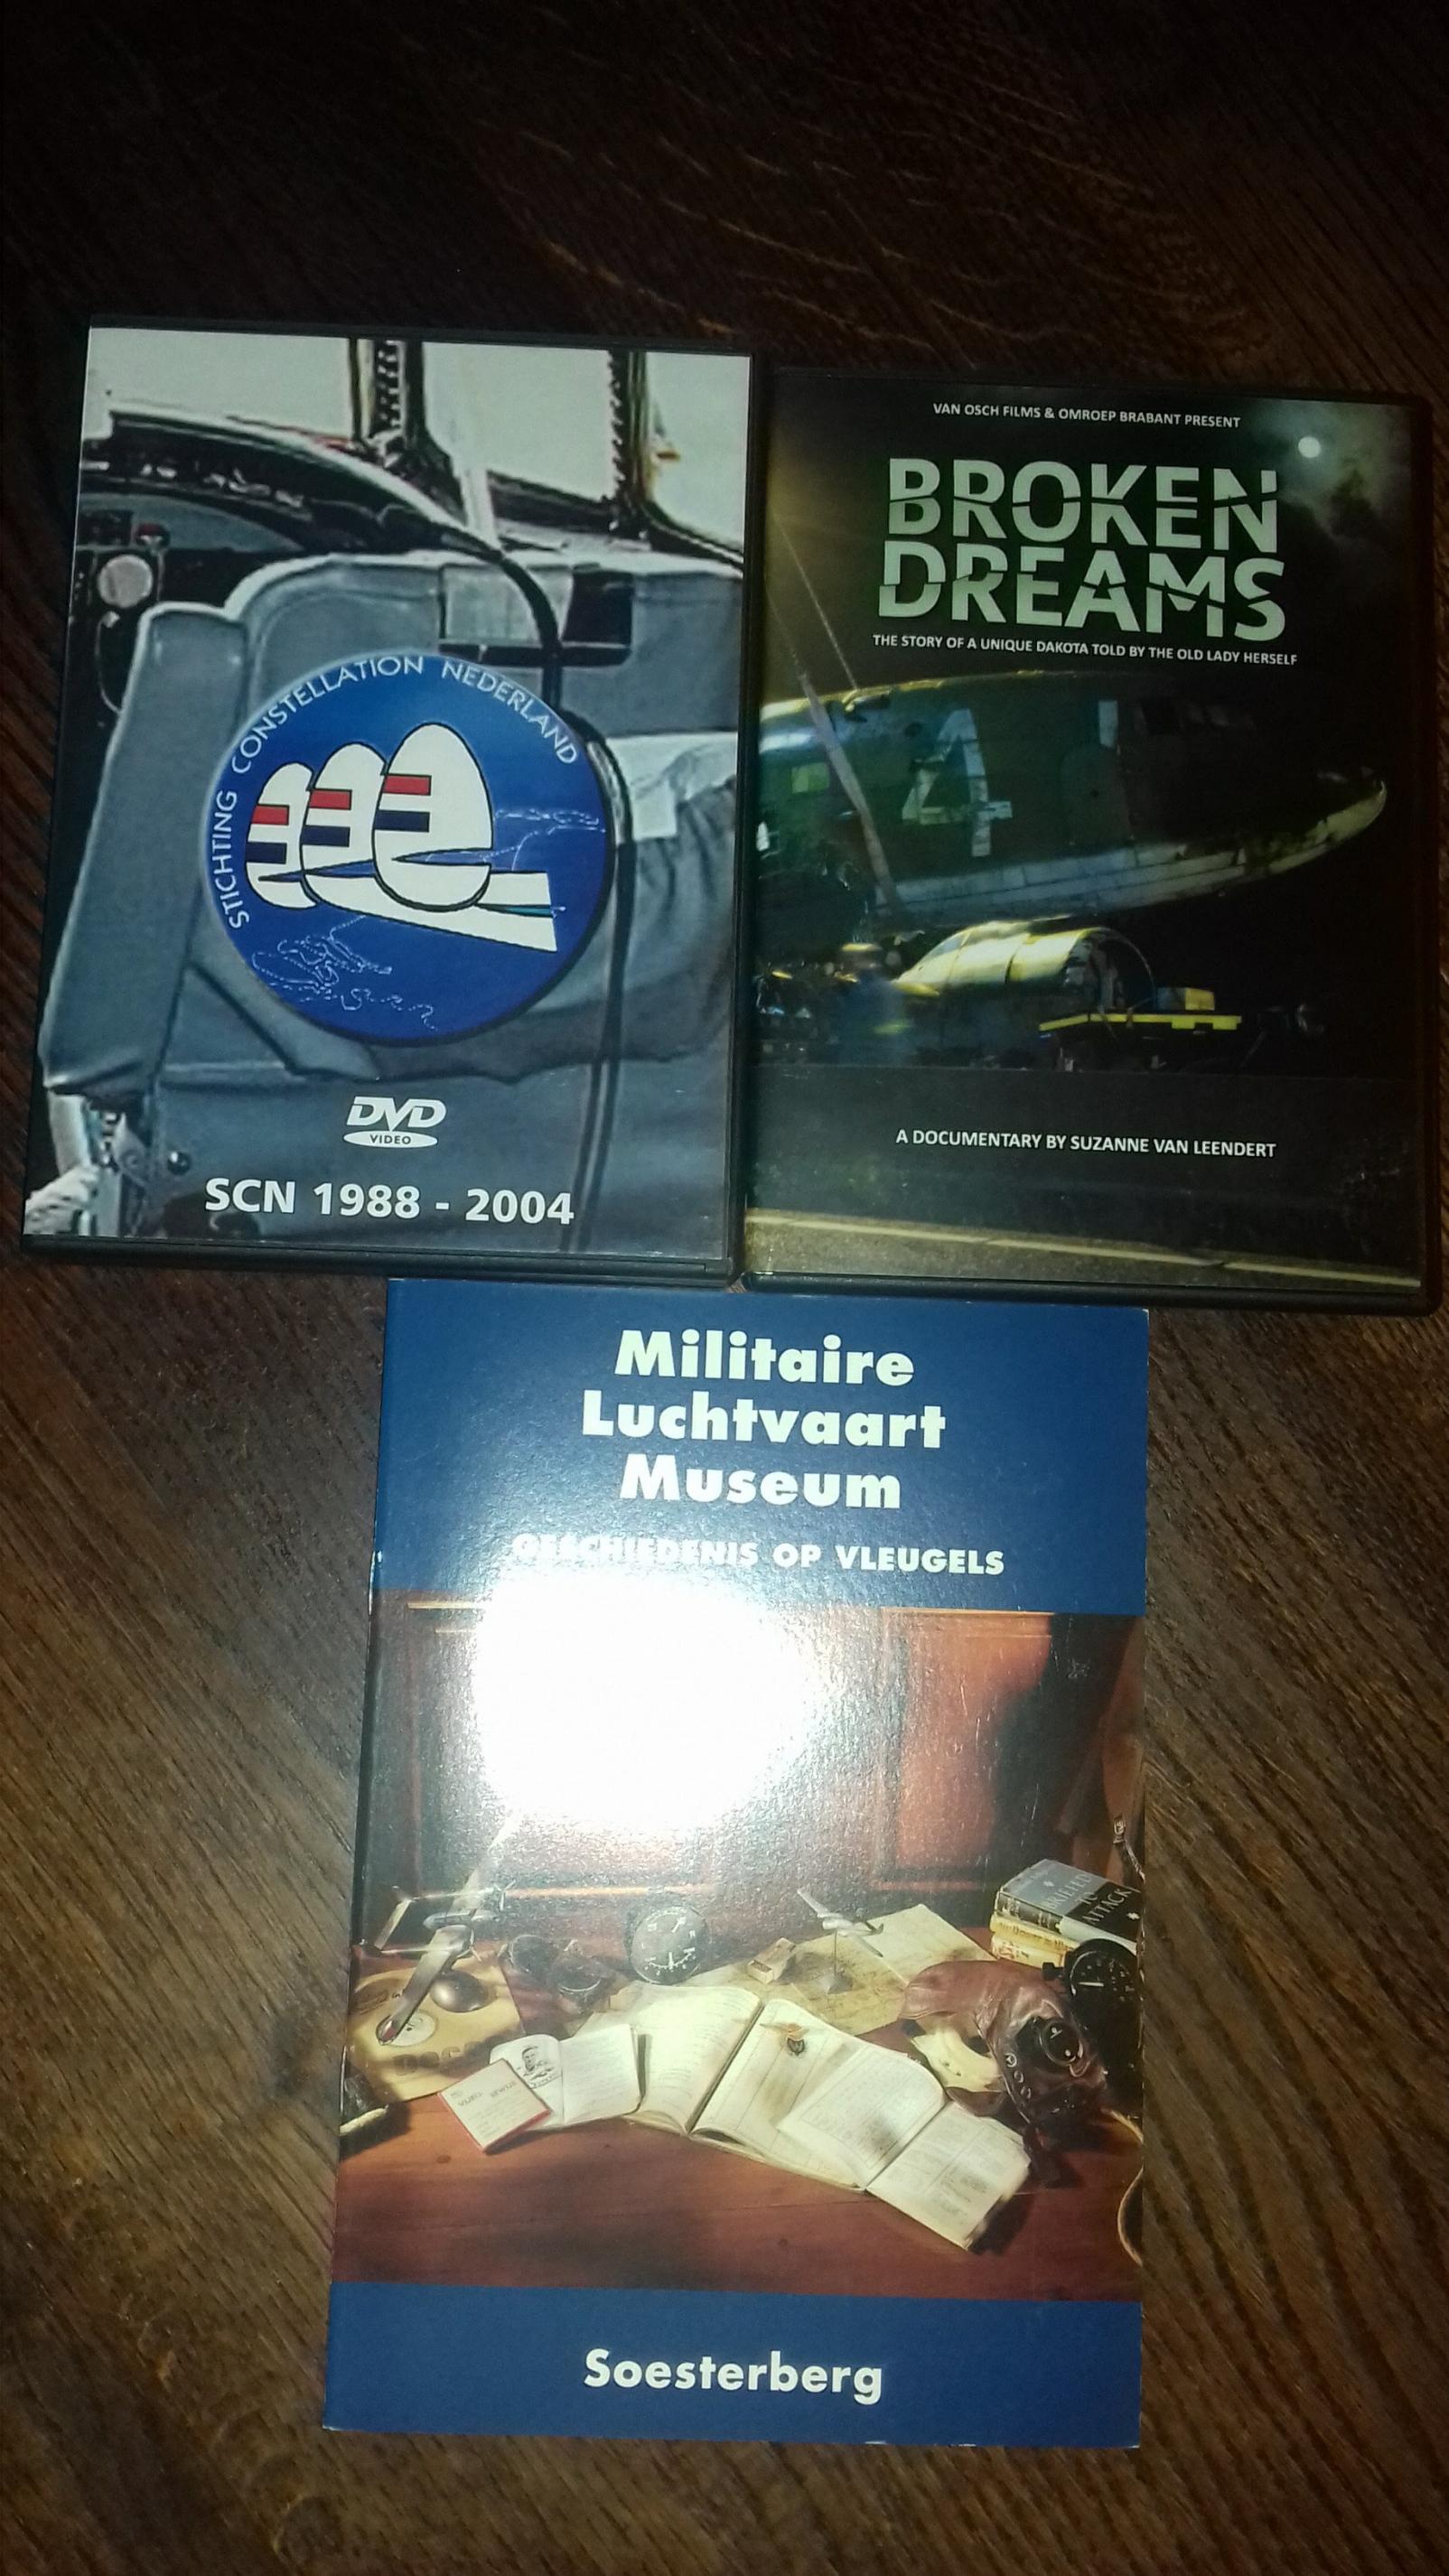 STICHTING CONSTELLATION NEDERLAND
DVD
VIDEO
SCN 1988 - 2004
VAN OSCH FILMS & OMROEP BRABANT PRESENT
BROKEN
DREAMS
THE STORY OF A UNIQUE DAKOTA TOLD BY THE OLD LADY HERSELF
A DOCUMENTARY BY SUZANNE VAN LEENDERT
Militaire
Luchtvaart
Museum
GESCHIEDENIS OP VLEUGELS
ATTACK
Soesterberg